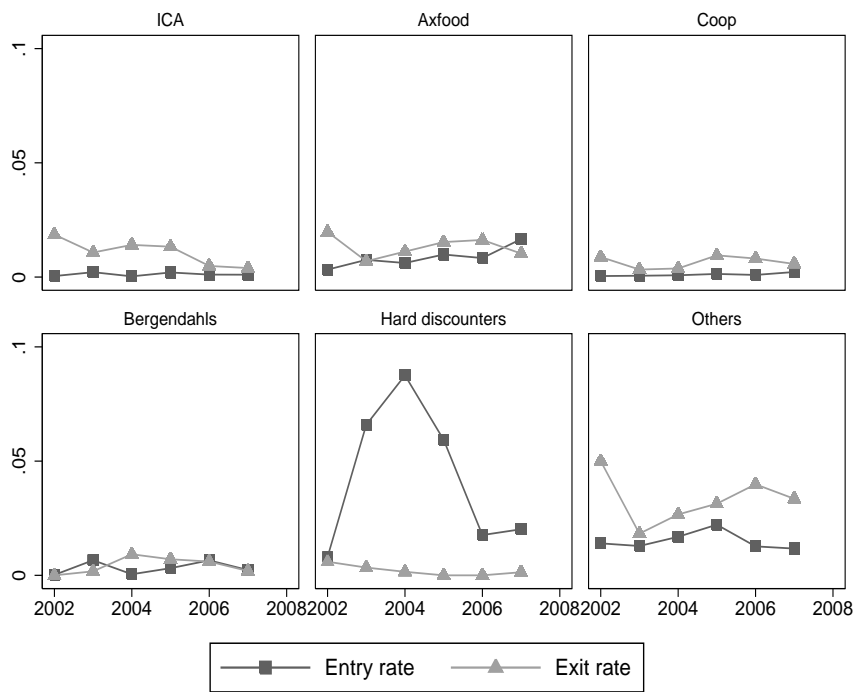 ICA Axfood Coop
.1
.05
0
Bergendahls Hard discounters Others
.1
.05
0
2002 2004 2006 2008 2002 2004 2006 2008 2002 2004 2006 2008
Entry rate Exit rate